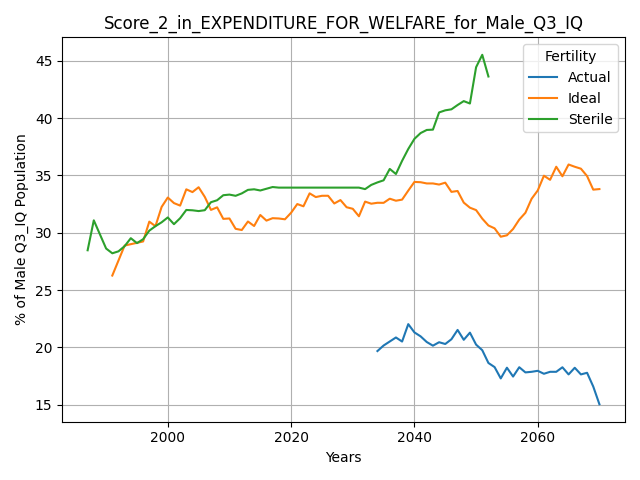 Score_2_in_EXPENDITURE_FOR_WELFARE_for_Male_Q3_IQ
Fertility
Actual
Ideal
Sterile
% of Male Q3_IQ Population
45
40
35
30
25
20
15
2000
2020
2040
2060
Years